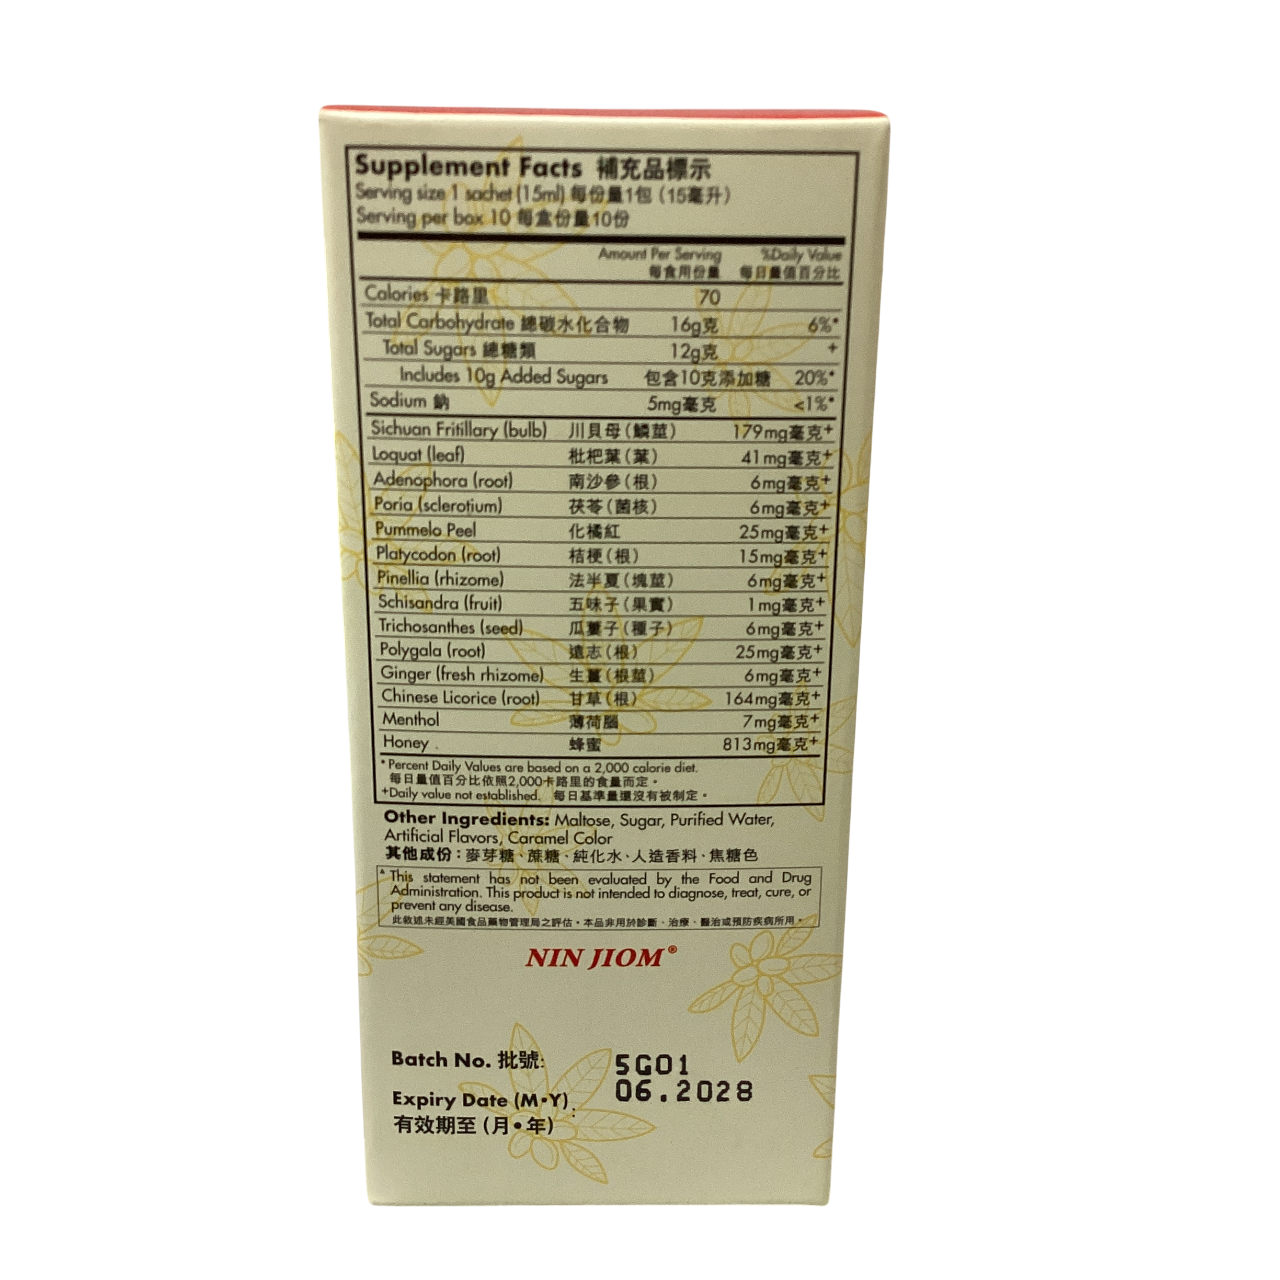 Supplement Facts 補充品標示
Serving size 1 sachet (15ml) 每份量1包 (15毫升)
Serving per box 10 每盒份量10份
Amount Per Serving %Daily Value
每食用份量 每日量值百分比
Calories 卡路里 70
Total Carbohydrate 總碳水化合物 16g克 6%*
Total Sugars 總糖類 12g克 +
Includes 10g Added Sugars 包含10克添加糖 20%*
Sodium 鈉 5mg毫克 <1%*
Sichuan Fritillary (bulb) 川貝母(鱗莖) 179mg毫克+
Loquat (leaf) 枇杷葉(葉) 41mg毫克+
Adenophora (root) 南沙參(根) 6mg毫克+
Poria (sclerotium) 茯苓(菌核) 6mg毫克+
Pummelo Peel 化橘紅 25mg毫克+
Platycodon (root) 桔梗(根) 15mg毫克+
Pinellia (rhizome) 法半夏(塊莖) 6mg毫克+
Schisandra (fruit) 五味子(果實) 1mg毫克+
Trichosanthes (seed) 瓜蔞子(種子) 6mg毫克+
Polygala (root) 遠志(根) 25mg毫克+
Ginger (fresh rhizome) 生薑(根莖) 6mg毫克+
Chinese Licorice (root) 甘草(根) 164mg毫克+
Menthol 薄荷腦 7mg毫克+
Honey 蜂蜜 813mg毫克+
* Percent Daily Values are based on a 2,000 calorie diet.
每日量值百分比依照2,000卡路里的食量而定。
+Daily value not established. 每日基準量還沒有被制定。
Other Ingredients: Maltose, Sugar, Purified Water,
Artificial Flavors, Caramel Color
其他成份：麥芽糖、蔗糖、純化水、人造香料、焦糖色
▲ This statement has not been evaluated by the Food and Drug
Administration. This product is not intended to diagnose, treat, cure, or
prevent any disease.
此敘述未經美國食品藥物管理局之評估。本品非用於診斷、治療、醫治或預防疾病所用。
NIN JIOM®
Batch No. 批號: 5G01
Expiry Date (M•Y) : 06.2028
有效期至 (月•年)